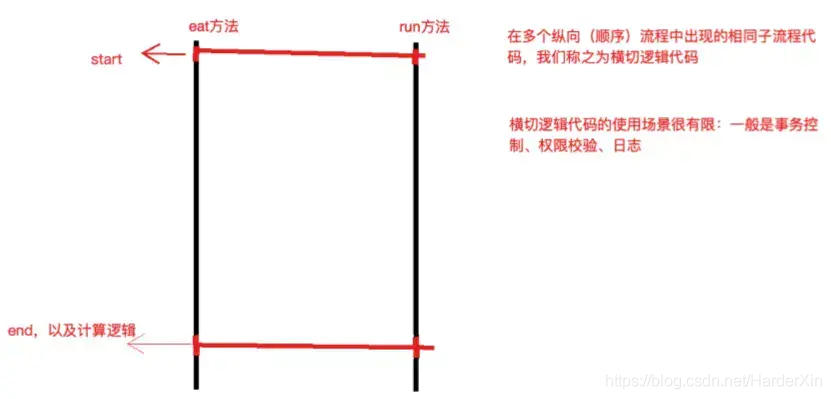 eat方法
run方法
start
在多个纵向（顺序）流程中出现的相同子流程代
码，我们称之为横切逻辑代码
横切逻辑代码的使用场景很有限：一般是事务控
制、权限校验、日志
end，以及计算逻辑
https://blog.csdn.net/HarderXin